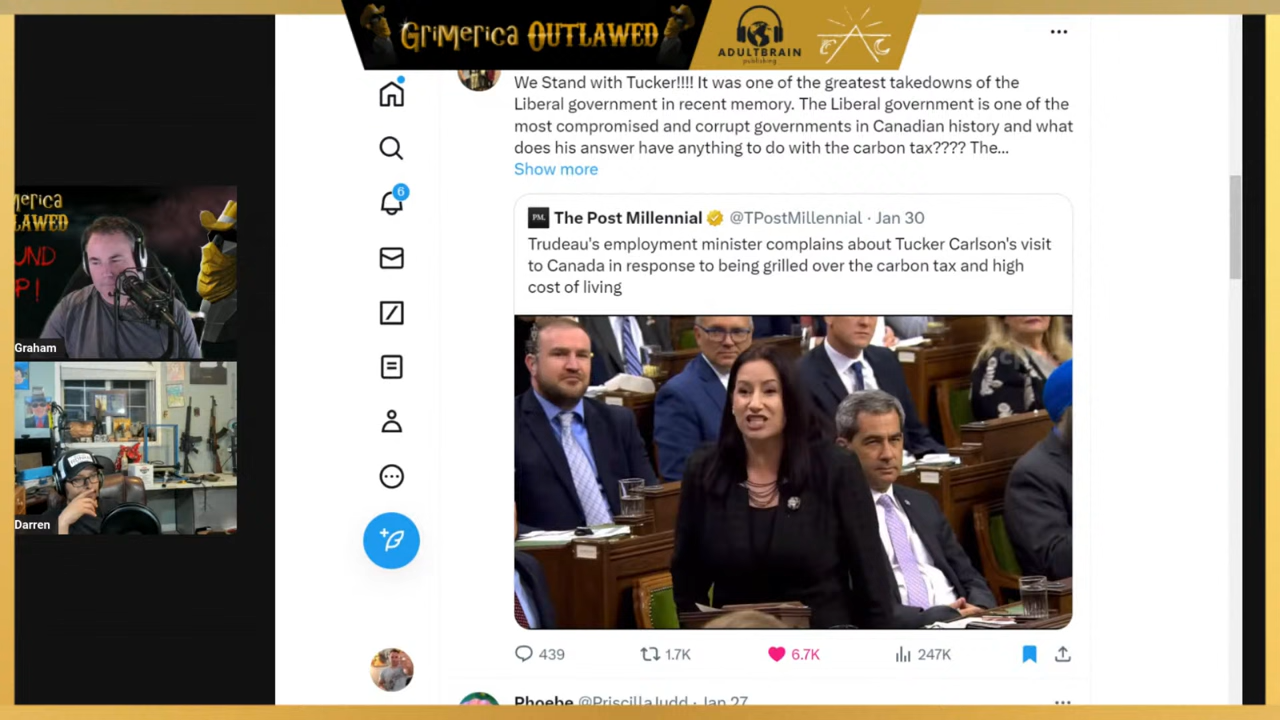 GRIMERICA OUTLAWED
ADULTBRAIN
publishing
We Stand with Tucker!!!! It was one of the greatest takedowns of the
Liberal government in recent memory. The Liberal government is one of the
most compromised and corrupt governments in Canadian history and what
does his answer have anything to do with the carbon tax???? The...
Show more
6
PM.
The Post Millennial @TPostMillennial · Jan 30
Trudeau's employment minister complains about Tucker Carlson's visit
to Canada in response to being grilled over the carbon tax and high
cost of living
merica
LAWED
UND
P!
Graham
Darren
439
1.7K
6.7K
247K
Phoebe @PriscillaJudd · Jan 27